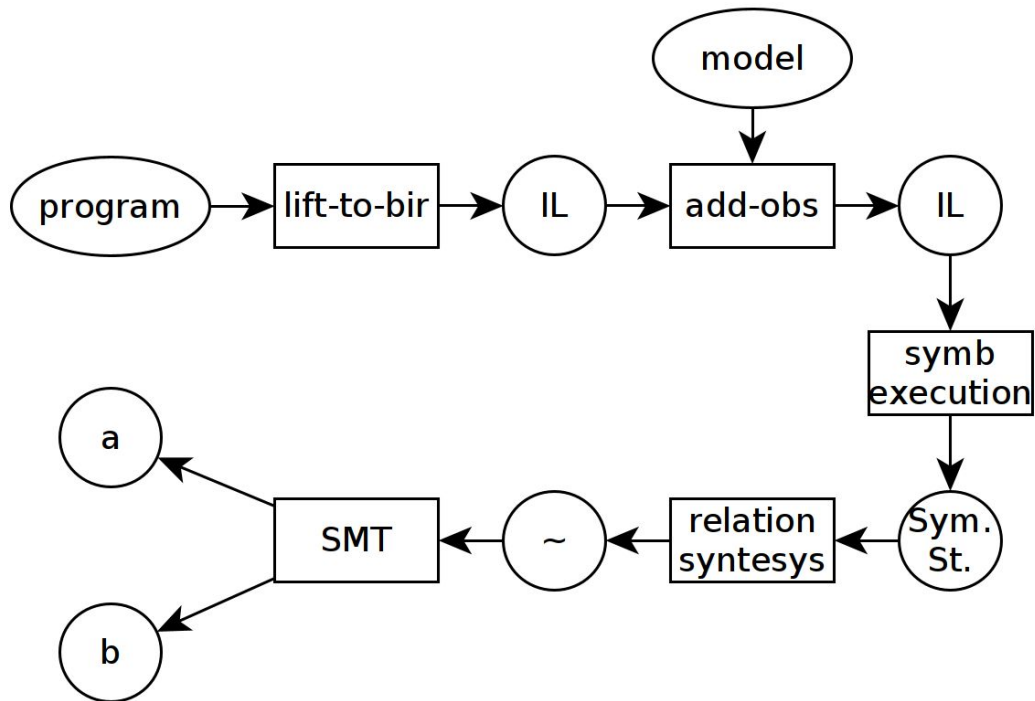 model
program
lift-to-bir
IL
add-obs
IL
symb
execution
Sym.
St.
relation
syntesys
~
SMT
a
b